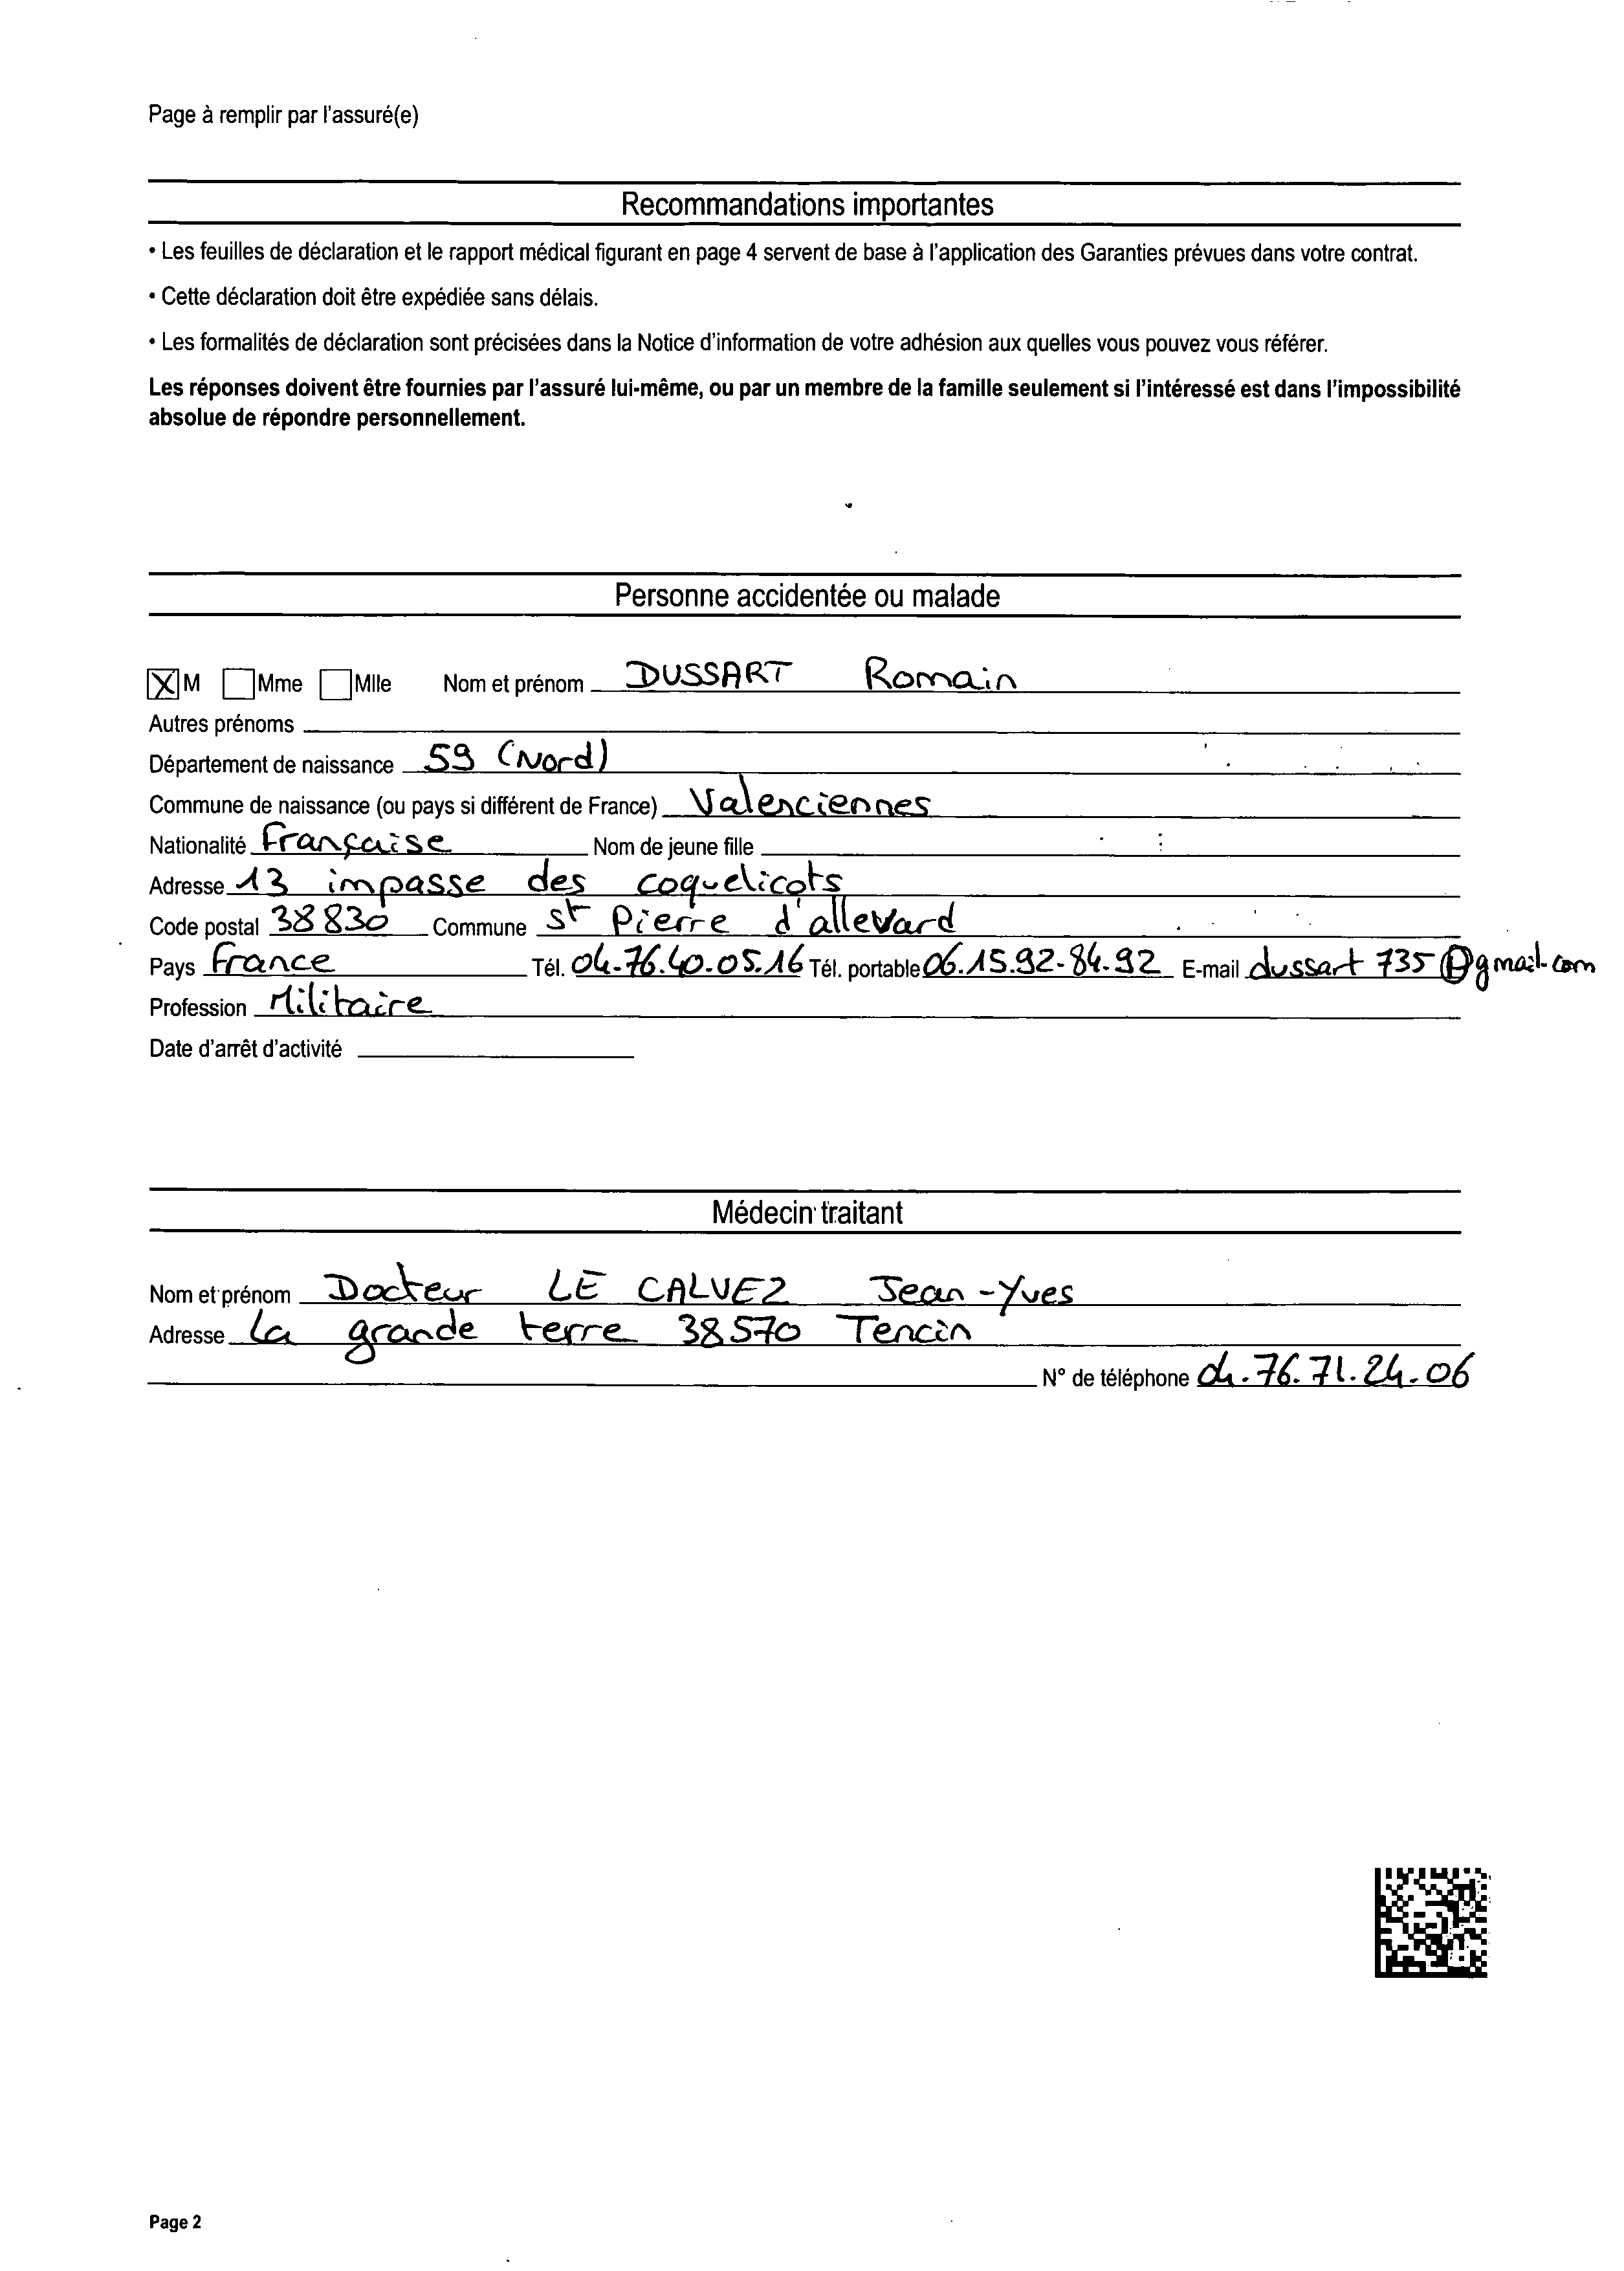 Page à remplir par l'assuré(e)
Recommandations importantes
• Les feuilles de déclaration et le rapport médical figurant en page 4 servent de base à l'application des Garanties prévues dans votre contrat.
• Cette déclaration doit être expédiée sans délais.
• Les formalités de déclaration sont précisées dans la Notice d'information de votre adhésion aux quelles vous pouvez vous référer.
Les réponses doivent être fournies par l'assuré lui-même, ou par un membre de la famille seulement si l'intéressé est dans l'impossibilité
absolue de répondre personnellement.
Personne accidentée ou malade
X M Mme Mlle Nom et prénom DUSSART Romain
Autres prénoms
Département de naissance 59 (Nord)
Commune de naissance (ou pays si différent de France) Valenciennes
Nationalité Française Nom de jeune fille
Adresse 13 impasse des coquelicots
Code postal 38830 Commune St Pierre d'allevard
Pays France Tél. 04.76.40.05.16 Tél. portable 06.15.92-84.92 E-mail dussart735@gmail.com
Profession Militaire
Date d'arrêt d'activité
Médecin traitant
Nom et prénom Docteur LE CALVEZ Jean-Yves
Adresse La grande terre 38570 Tencin
N° de téléphone 04.76.71.24.06
Page 2